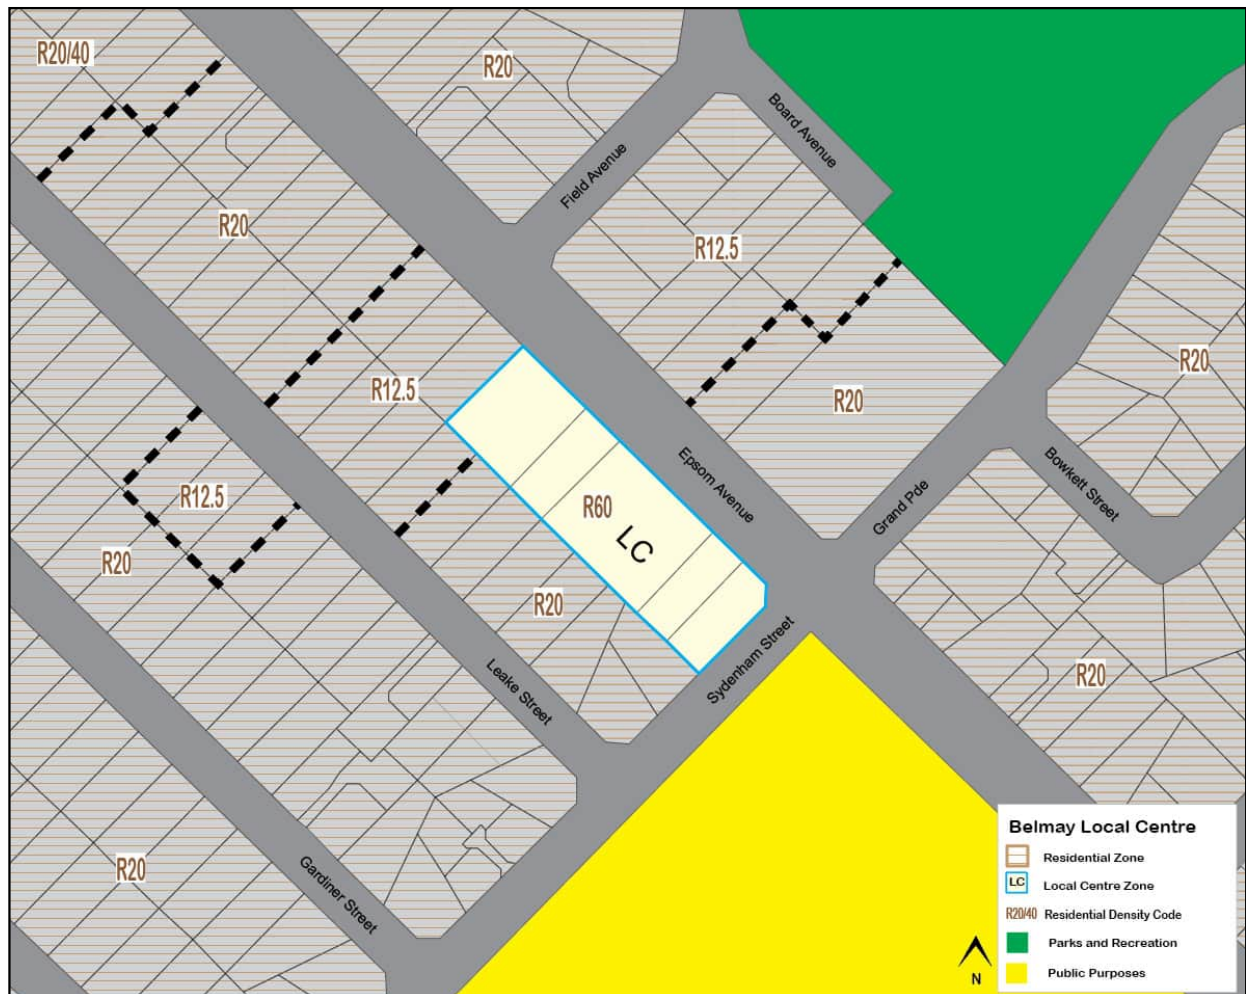 R20/40
R20
Board Avenue
Field Avenue
R20
R12.5
R20
R12.5
R20
Bowkett Street
Epsom Avenue
Grand Pde
R12.5
R60
LC
R20
R20
Sydenham Street
Leake Street
R20
R20
Gardiner Street
Belmay Local Centre
Residential Zone
LC Local Centre Zone
R20/40 Residential Density Code
Parks and Recreation
Public Purposes
N